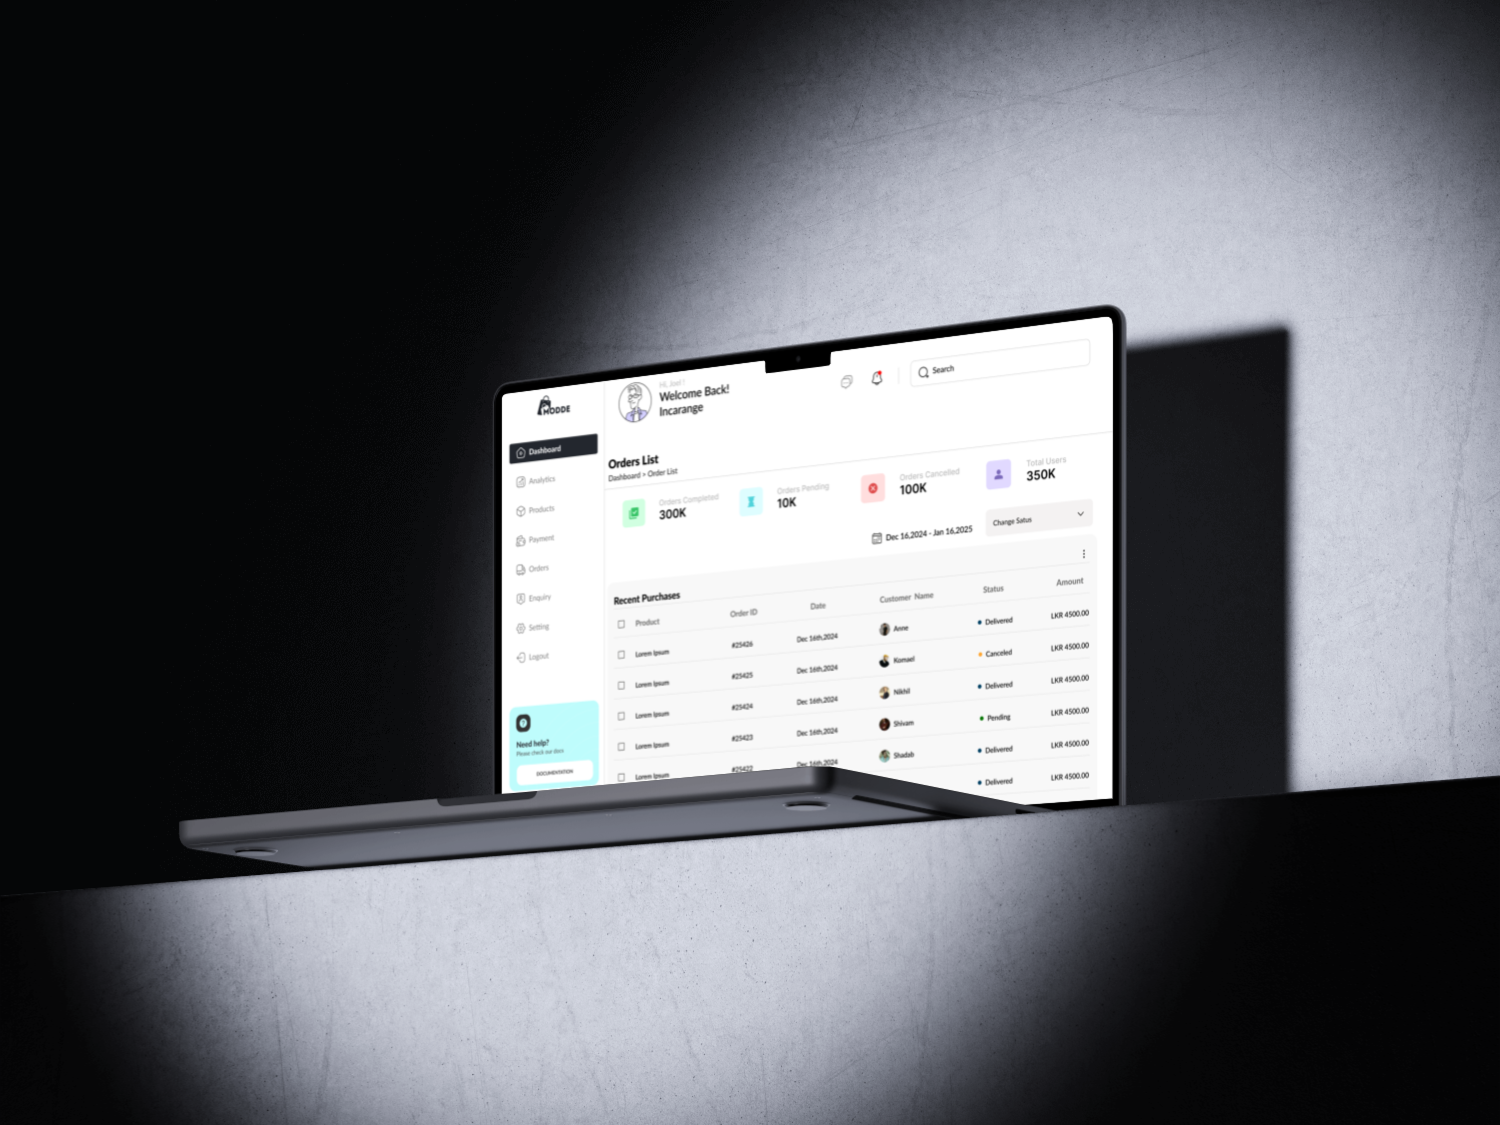 MODDE
Dashboard
Analytics
Products
Payment
Orders
Enquiry
Setting
Logout
Need help?
Please check our docs
DOCUMENTATION
Welcome Back!
Incarange
Search
Orders List
Dashboard > Order List
Orders Completed
300K
Orders Pending
10K
Orders Cancelled
100K
Total Users
350K
Dec 16,2024 - Jan 16,2025
Change Satus
Recent Purchases
Product Order ID Date Customer Name Status Amount
Lorem Ipsum #25426 Dec 16th,2024 Anne Delivered LKR 4500.00
Lorem Ipsum #25425 Dec 16th,2024 Komael Canceled LKR 4500.00
Lorem Ipsum #25424 Dec 16th,2024 Nikhil Delivered LKR 4500.00
Lorem Ipsum #25423 Dec 16th,2024 Shivam Pending LKR 4500.00
Lorem Ipsum #25422 Dec 16th,2024 Shadab Delivered LKR 4500.00
Delivered LKR 4500.00